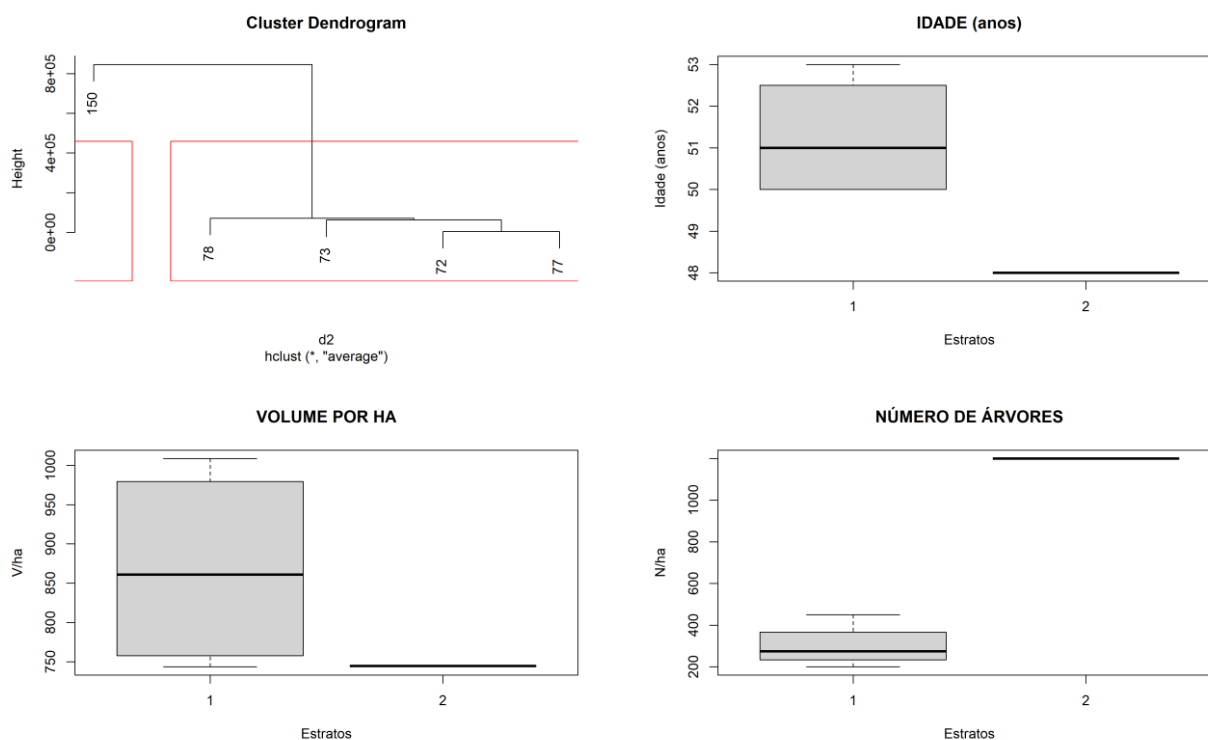 Cluster Dendrogram
Height
0e+00
4e+05
8e+05
150
78
73
72
77
d2
hclust (*, "average")
IDADE (anos)
Idade (anos)
48
49
50
51
52
53
1
2
Estratos
VOLUME POR HA
V/ha
750
800
850
900
950
1000
1
2
Estratos
NÚMERO DE ÁRVORES
N/ha
200
400
600
800
1000
1
2
Estratos